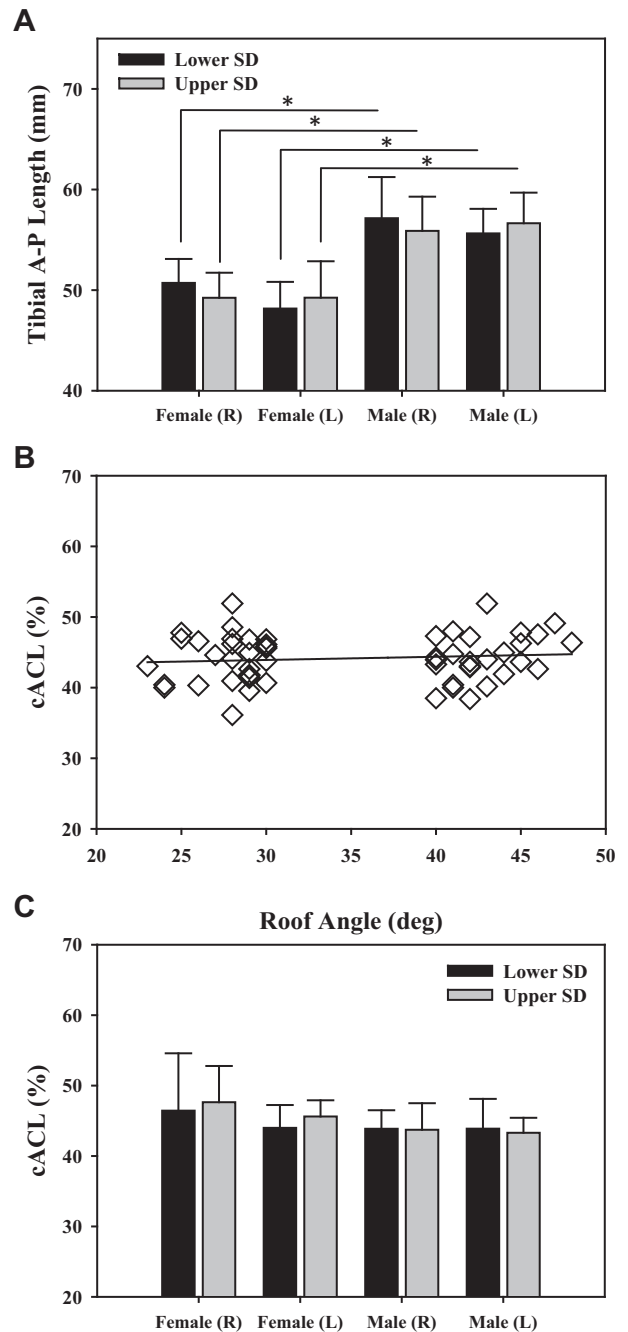 A
Tibial A-P Length (mm)
70
60
50
40
Lower SD
Upper SD
*
*
*
*
Female (R) Female (L) Male (R) Male (L)
B
cACL (%)
70
60
50
40
30
20
20 25 30 35 40 45 50
Roof Angle (deg)
C
cACL (%)
70
60
50
40
30
20
Lower SD
Upper SD
Female (R) Female (L) Male (R) Male (L)